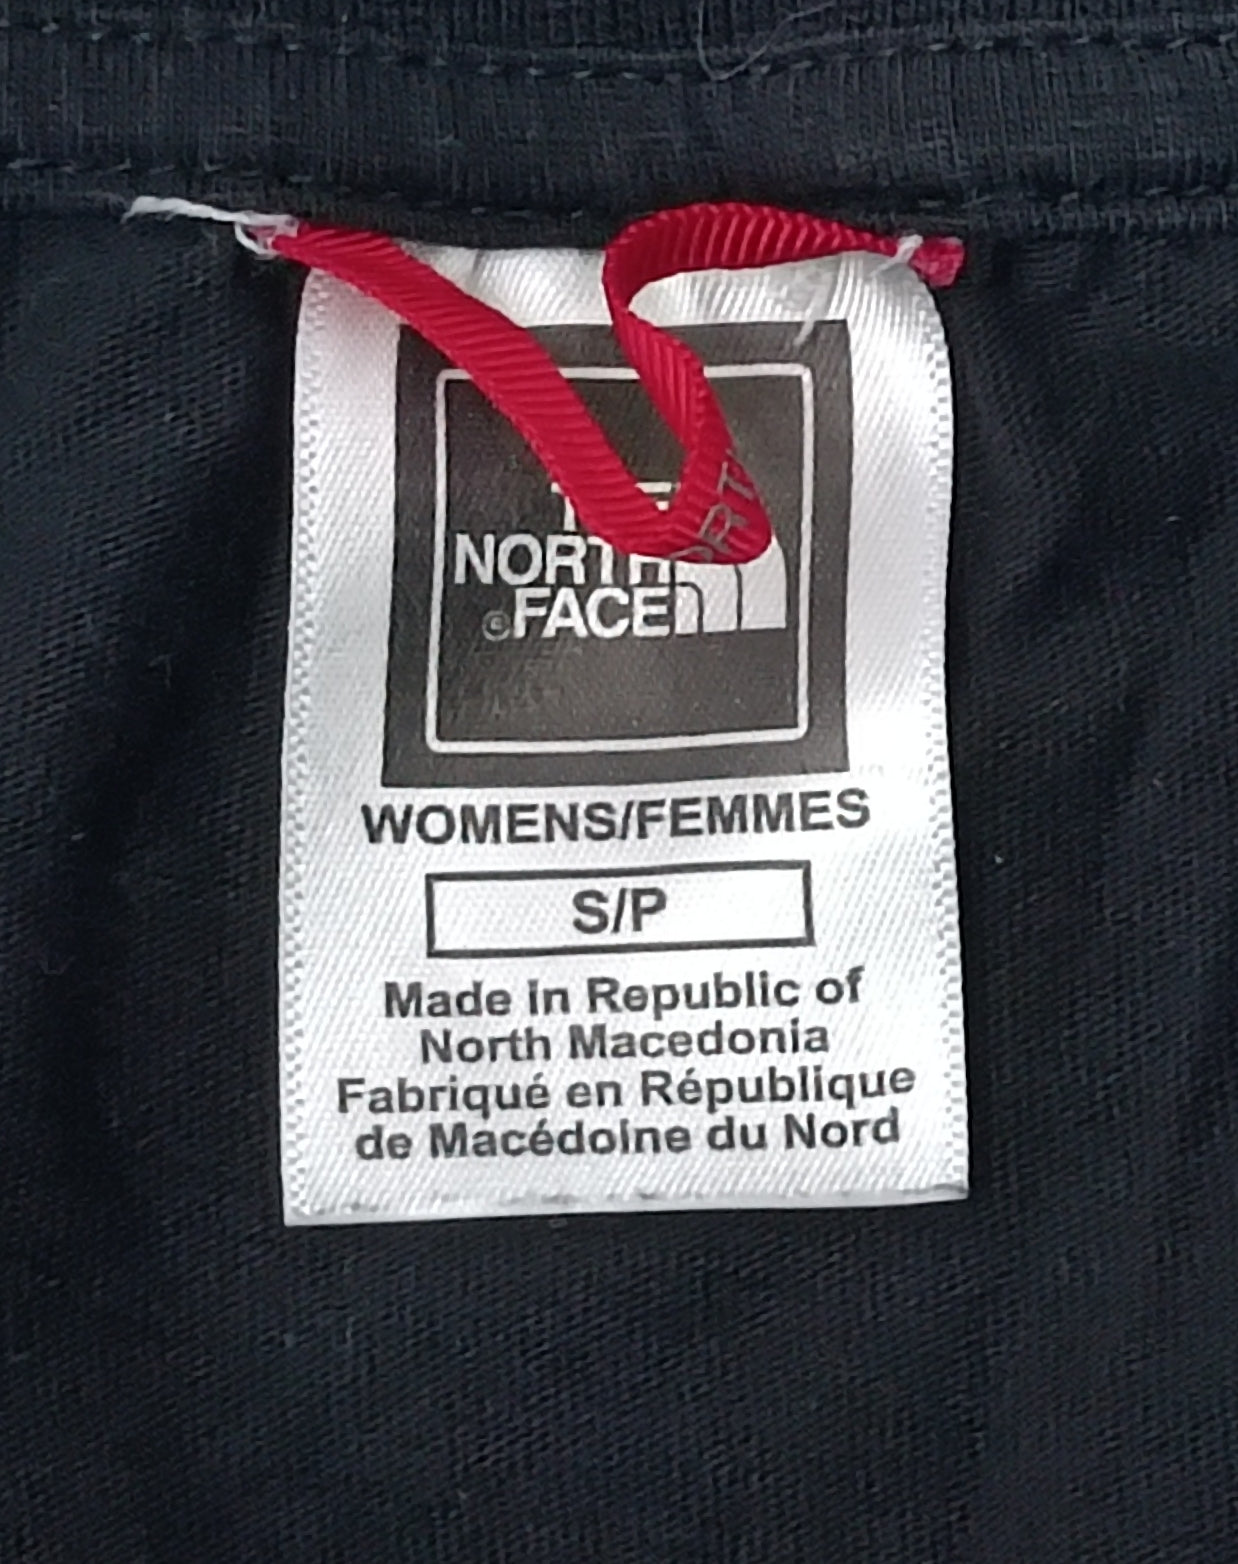 NORTH
FACE
WOMENS/FEMMES
S/P
Made in Republic of
North Macedonia
Fabriqué en République
de Macédoine du Nord